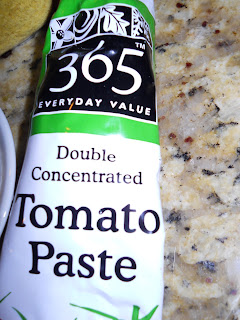 365™
EVERYDAY VALUE
Double
Concentrated
Tomato
Paste